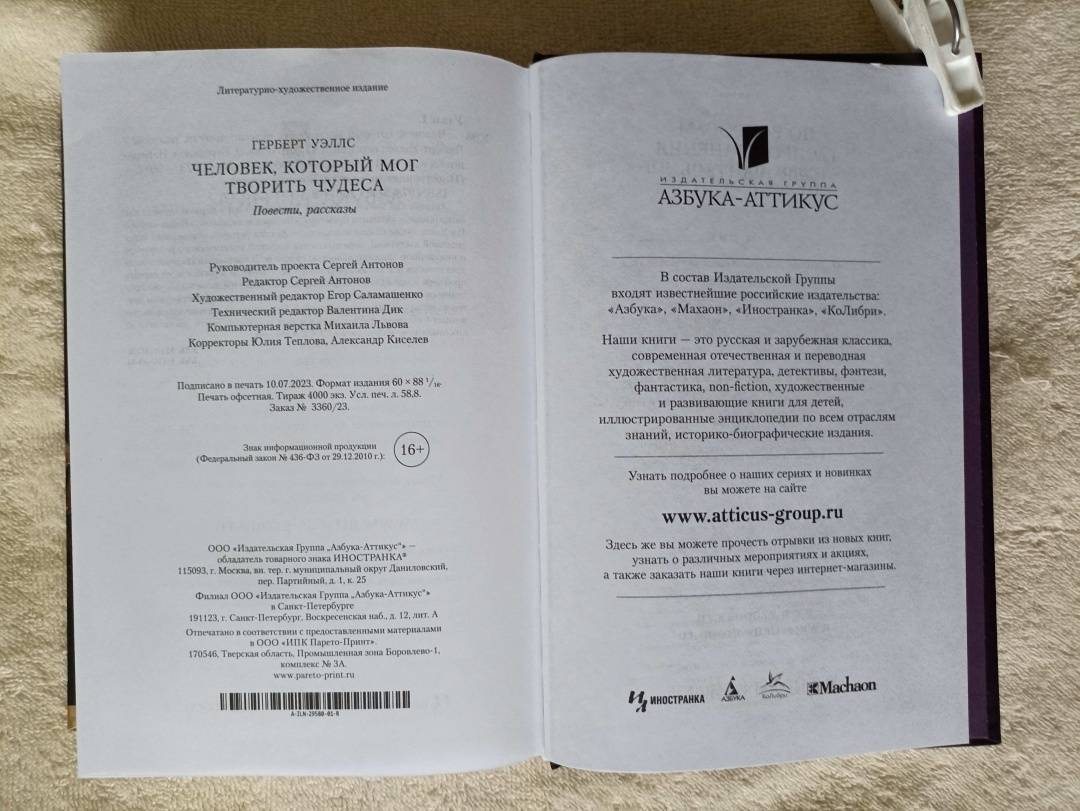 Литературно-художественное издание
ГЕРБЕРТ УЭЛЛС
ЧЕЛОВЕК, КОТОРЫЙ МОГ
ТВОРИТЬ ЧУДЕСА
Повести, рассказы
Руководитель проекта Сергей Антонов
Редактор Сергей Антонов
Художественный редактор Егор Саламашенко
Технический редактор Валентина Дик
Компьютерная верстка Михаила Львова
Корректоры Юлия Теплова, Александр Киселев
Подписано в печать 10.07.2023. Формат издания 60 × 88 1/16.
Печать офсетная. Тираж 4000 экз. Усл. печ. л. 58,8.
Заказ № 3360/23.
Знак информационной продукции
(Федеральный закон № 436-ФЗ от 29.12.2010 г.):
16+
ООО «Издательская Группа „Азбука-Аттикус“» —
обладатель товарного знака ИНОСТРАНКА®
115093, г. Москва, вн. тер. г. муниципальный округ Даниловский,
пер. Партийный, д. 1, к. 25
Филиал ООО «Издательская Группа „Азбука-Аттикус“»
в Санкт-Петербурге
191123, г. Санкт-Петербург, Воскресенская наб., д. 12, лит. А
Отпечатано в соответствии с предоставленными материалами
в ООО «ИПК Парето-Принт».
170546, Тверская область, Промышленная зона Боровлево-1,
комплекс № 3А.
www.pareto-print.ru
A-ILN-29580-01-R
ИЗДАТЕЛЬСКАЯ ГРУППА
АЗБУКА-АТТИКУС
В состав Издательской Группы
входят известнейшие российские издательства:
«Азбука», «Махаон», «Иностранка», «КоЛибри».
Наши книги — это русская и зарубежная классика,
современная отечественная и переводная
художественная литература, детективы, фэнтези,
фантастика, non-fiction, художественные
и развивающие книги для детей,
иллюстрированные энциклопедии по всем отраслям
знаний, историко-биографические издания.
Узнать подробнее о наших сериях и новинках
вы можете на сайте
www.atticus-group.ru
Здесь же вы можете прочесть отрывки из новых книг,
узнать о различных мероприятиях и акциях,
а также заказать наши книги через интернет-магазины.
ИЛ ИНОСТРАНКА
АЗБУКА
КоЛибри
Machaon